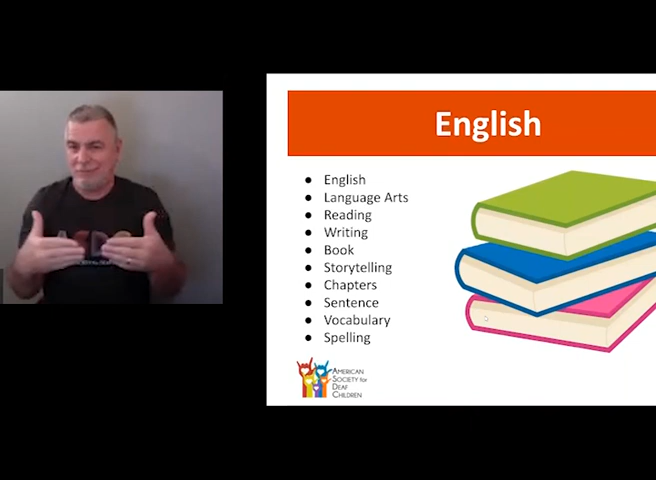 English
English
Language Arts
Reading
Writing
Book
Storytelling
Chapters
Sentence
Vocabulary
Spelling
AMERICAN
SOCIETY for
DEAF
CHILDREN